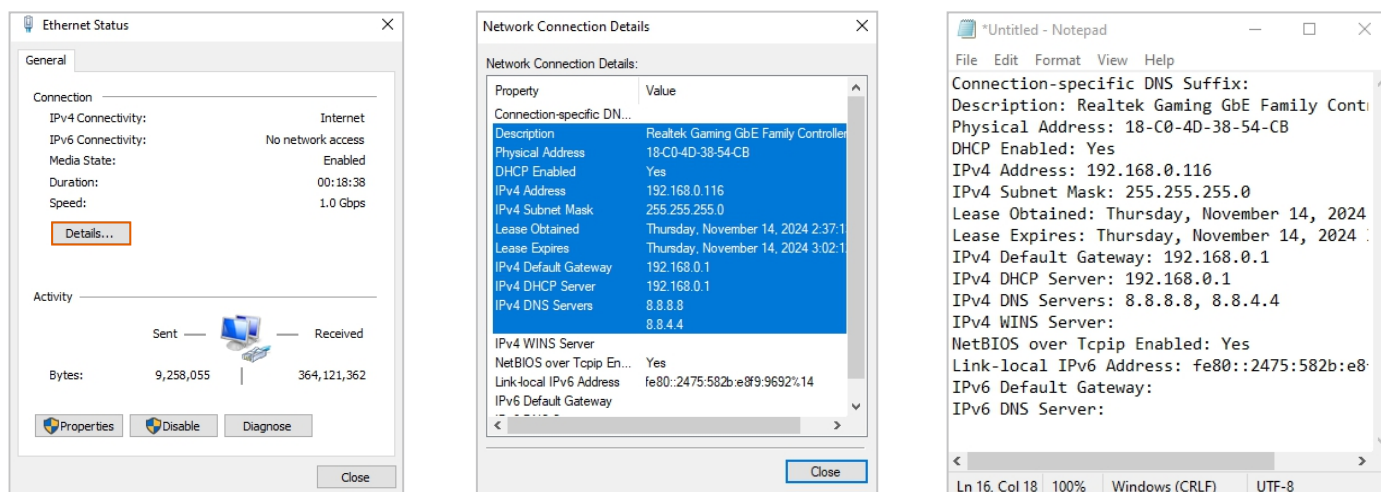 Ethernet Status
General
Connection
IPv4 Connectivity: Internet
IPv6 Connectivity: No network access
Media State: Enabled
Duration: 00:18:38
Speed: 1.0 Gbps
Details...
Activity
Sent Received
Bytes: 9,258,055 364,121,362
Properties Disable Diagnose
Close
Network Connection Details
Network Connection Details:
Property Value
Connection-specific DN...
Description Realtek Gaming GbE Family Controller
Physical Address 18-C0-4D-38-54-CB
DHCP Enabled Yes
IPv4 Address 192.168.0.116
IPv4 Subnet Mask 255.255.255.0
Lease Obtained Thursday, November 14, 2024 2:37:1
Lease Expires Thursday, November 14, 2024 3:02:1
IPv4 Default Gateway 192.168.0.1
IPv4 DHCP Server 192.168.0.1
IPv4 DNS Servers 8.8.8.8
8.8.4.4
IPv4 WINS Server
NetBIOS over Tcpip En... Yes
Link-local IPv6 Address fe80::2475:582b:e8f9:9692%14
IPv6 Default Gateway
Close
*Untitled - Notepad
File Edit Format View Help
Connection-specific DNS Suffix:
Description: Realtek Gaming GbE Family Cont
Physical Address: 18-C0-4D-38-54-CB
DHCP Enabled: Yes
IPv4 Address: 192.168.0.116
IPv4 Subnet Mask: 255.255.255.0
Lease Obtained: Thursday, November 14, 2024
Lease Expires: Thursday, November 14, 2024
IPv4 Default Gateway: 192.168.0.1
IPv4 DHCP Server: 192.168.0.1
IPv4 DNS Servers: 8.8.8.8, 8.8.4.4
IPv4 WINS Server:
NetBIOS over Tcpip Enabled: Yes
Link-local IPv6 Address: fe80::2475:582b:e8
IPv6 Default Gateway:
IPv6 DNS Server:
Ln 16, Col 18 100% Windows (CRLF) UTF-8